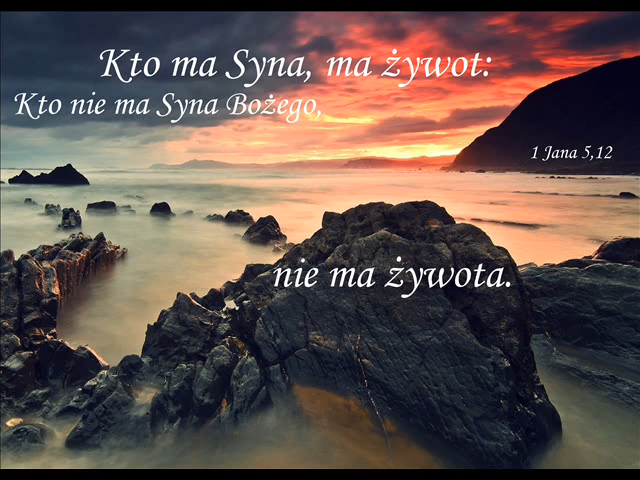 Kto ma Syna, ma żywot:
Kto nie ma Syna Bożego,
1 Jana 5,12
nie ma żywota.